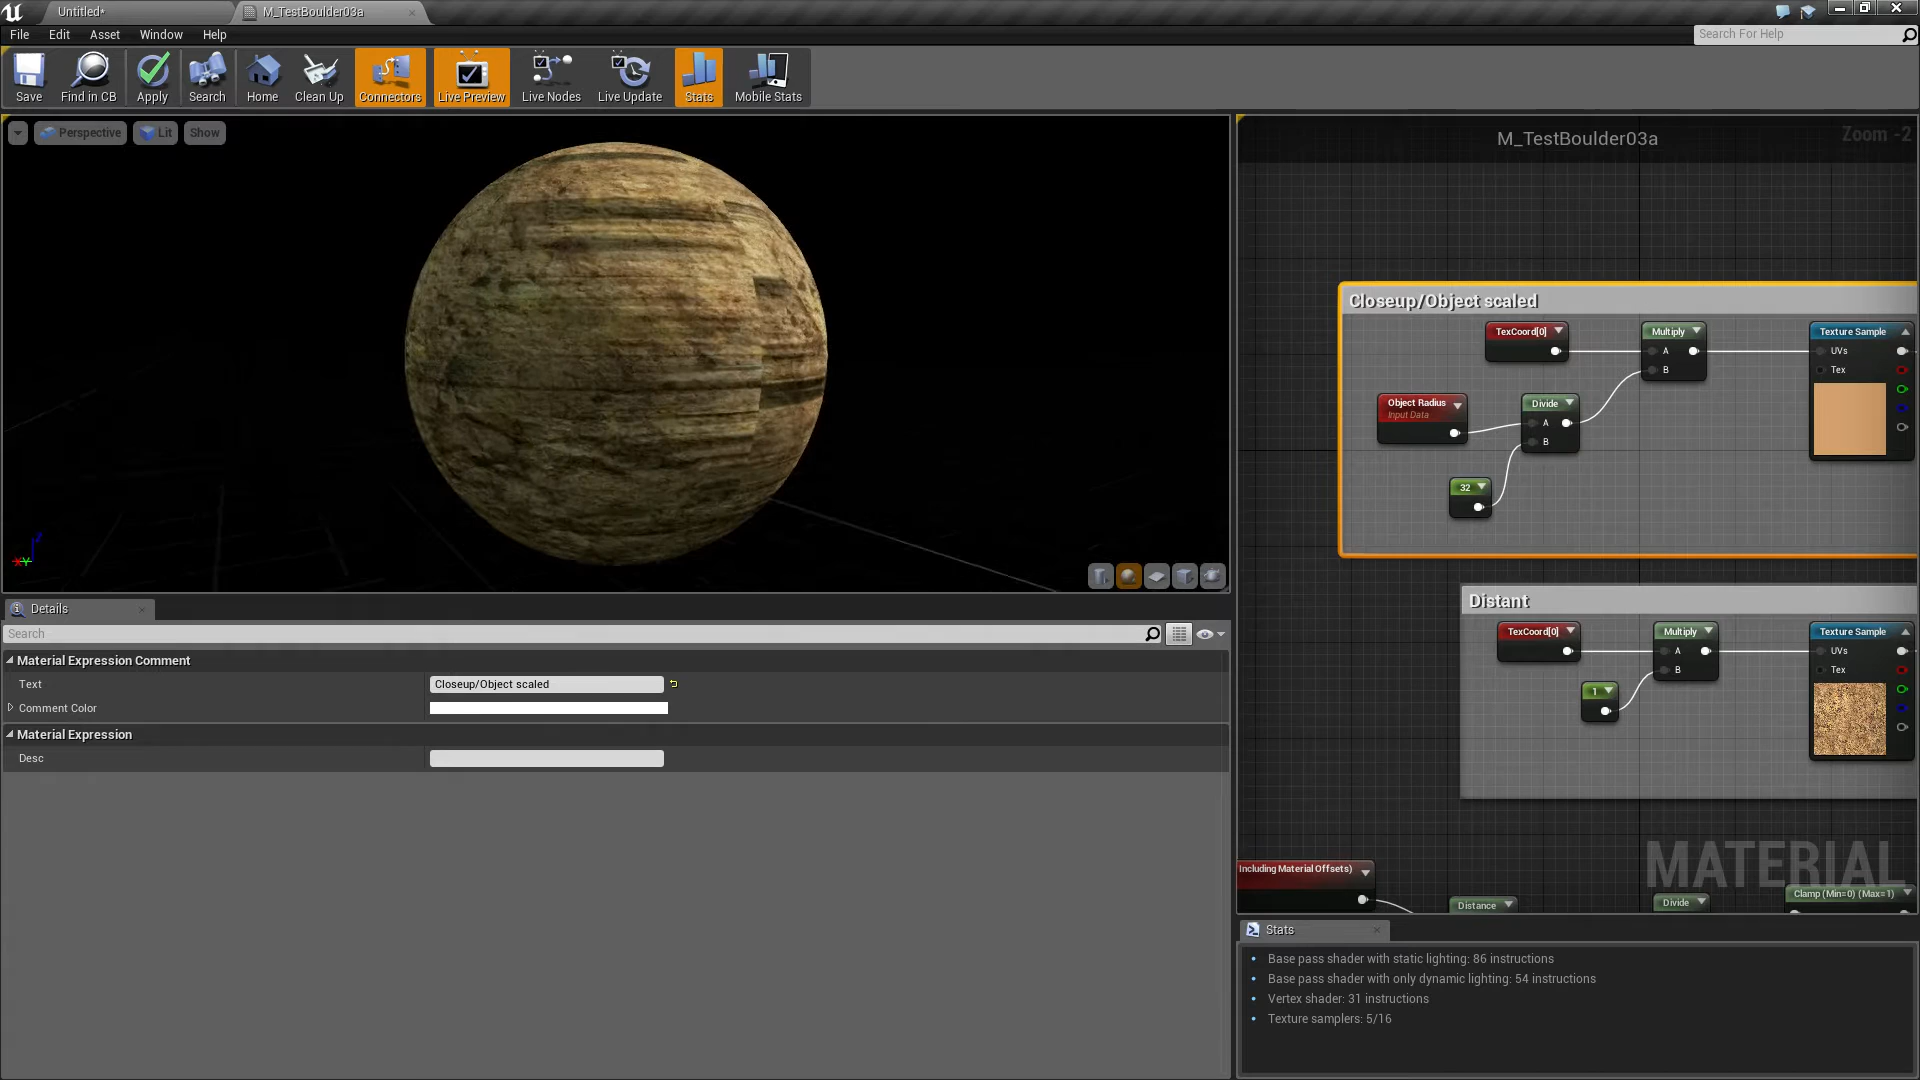 Untitled*
M_TestBoulder03a
File Edit Asset Window Help
Search For Help
Save
Find in CB
Apply
Search
Home
Clean Up
Connectors
Live Preview
Live Nodes
Live Update
Stats
Mobile Stats
Perspective
Lit
Show
M_TestBoulder03a
Zoom -2
Closeup/Object scaled
TexCoord[0]
Multiply
A
B
Texture Sample
UVs
Tex
Object Radius
Input Data
Divide
A
B
32
Distant
TexCoord[0]
Multiply
A
B
Texture Sample
UVs
Tex
1
MATERIAL
Including Material Offsets)
Distance
Divide
Clamp (Min=0) (Max=1)
Details
Search
Material Expression Comment
Text
Closeup/Object scaled
Comment Color
Material Expression
Desc
Stats
Base pass shader with static lighting: 86 instructions
Base pass shader with only dynamic lighting: 54 instructions
Vertex shader: 31 instructions
Texture samplers: 5/16